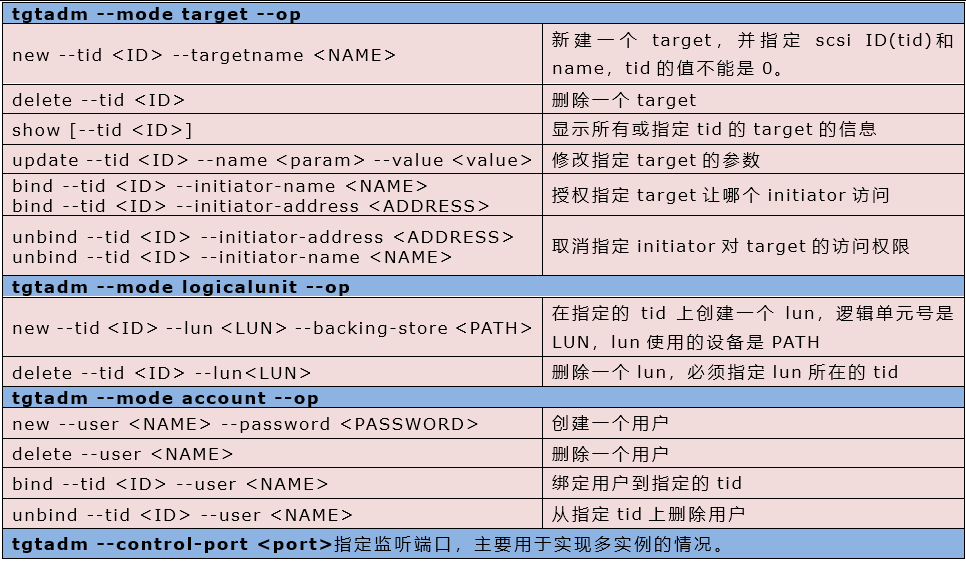 tgtadm --mode target --op
new --tid <ID> --targetname <NAME>
新建一个 target，并指定 scsi ID(tid)和
name，tid 的值不能是 0。
delete --tid <ID>
删除一个 target
show [--tid <ID>]
显示所有或指定 tid 的 target 的信息
update --tid <ID> --name <param> --value <value>
修改指定 target 的参数
bind --tid <ID> --initiator-name <NAME>
bind --tid <ID> --initiator-address <ADDRESS>
授权指定 target 让哪个 initiator 访问
unbind --tid <ID> --initiator-address <ADDRESS>
unbind --tid <ID> --initiator-name <NAME>
取消指定 initiator 对 target 的访问权限
tgtadm --mode logicalunit --op
new --tid <ID> --lun <LUN> --backing-store <PATH>
在指定的 tid 上创建一个 lun，逻辑单元号是
LUN，lun 使用的设备是 PATH
delete --tid <ID> --lun<LUN>
删除一个 lun，必须指定 lun 所在的 tid
tgtadm --mode account --op
new --user <NAME> --password <PASSWORD>
创建一个用户
delete --user <NAME>
删除一个用户
bind --tid <ID> --user <NAME>
绑定用户到指定的 tid
unbind --tid <ID> --user <NAME>
从指定 tid 上删除用户
tgtadm --control-port <port>指定监听端口，主要用于实现多实例的情况。